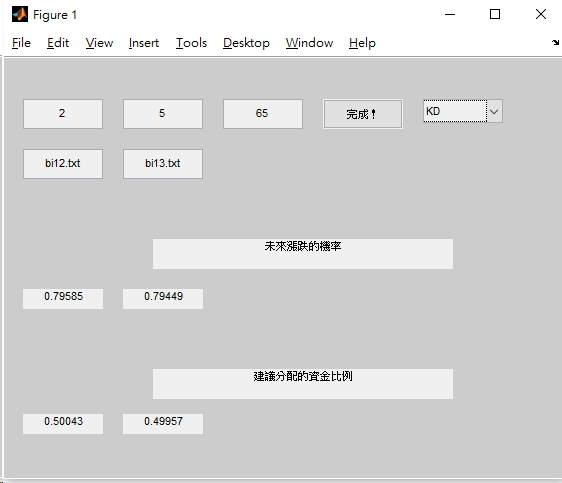 Figure 1
File Edit View Insert Tools Desktop Window Help
2 5 65 完成！ KD
bi12.txt bi13.txt
未來漲跌的機率
0.79585 0.79449
建議分配的資金比例
0.50043 0.49957